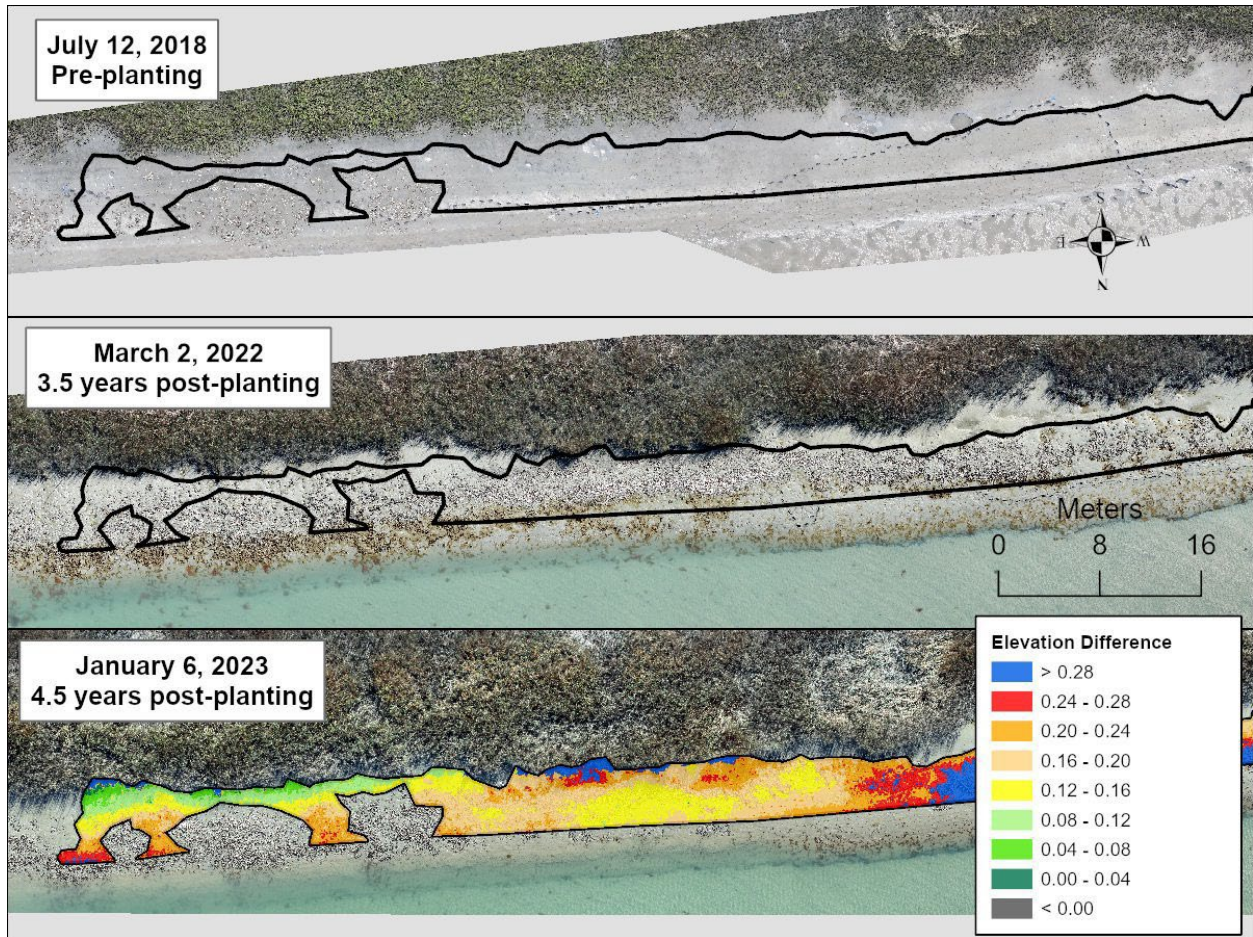 July 12, 2018
Pre-planting
S
E W
N
March 2, 2022
3.5 years post-planting
Meters
0 8 16
January 6, 2023
4.5 years post-planting
Elevation Difference
> 0.28
0.24 - 0.28
0.20 - 0.24
0.16 - 0.20
0.12 - 0.16
0.08 - 0.12
0.04 - 0.08
0.00 - 0.04
< 0.00